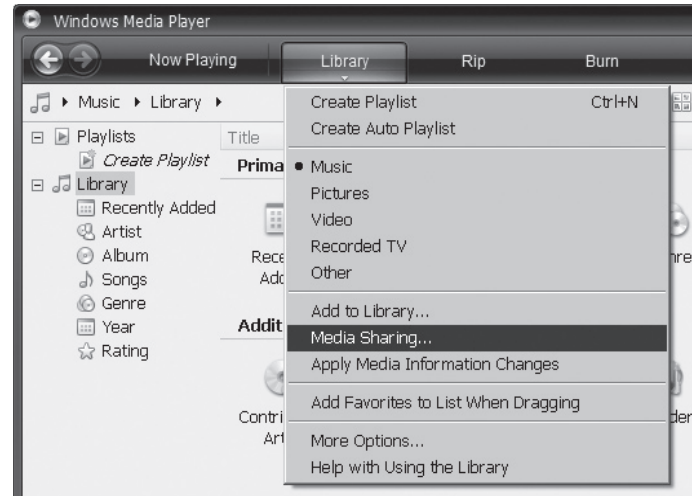 Windows Media Player
Now Playing
Library
Rip
Burn
Music
Library
Create Playlist Ctrl+N
Create Auto Playlist
Music
Pictures
Video
Recorded TV
Other
Add to Library...
Media Sharing...
Apply Media Information Changes
Add Favorites to List When Dragging
More Options...
Help with Using the Library
Playlists
Create Playlist
Library
Recently Added
Artist
Album
Songs
Genre
Year
Rating
Title